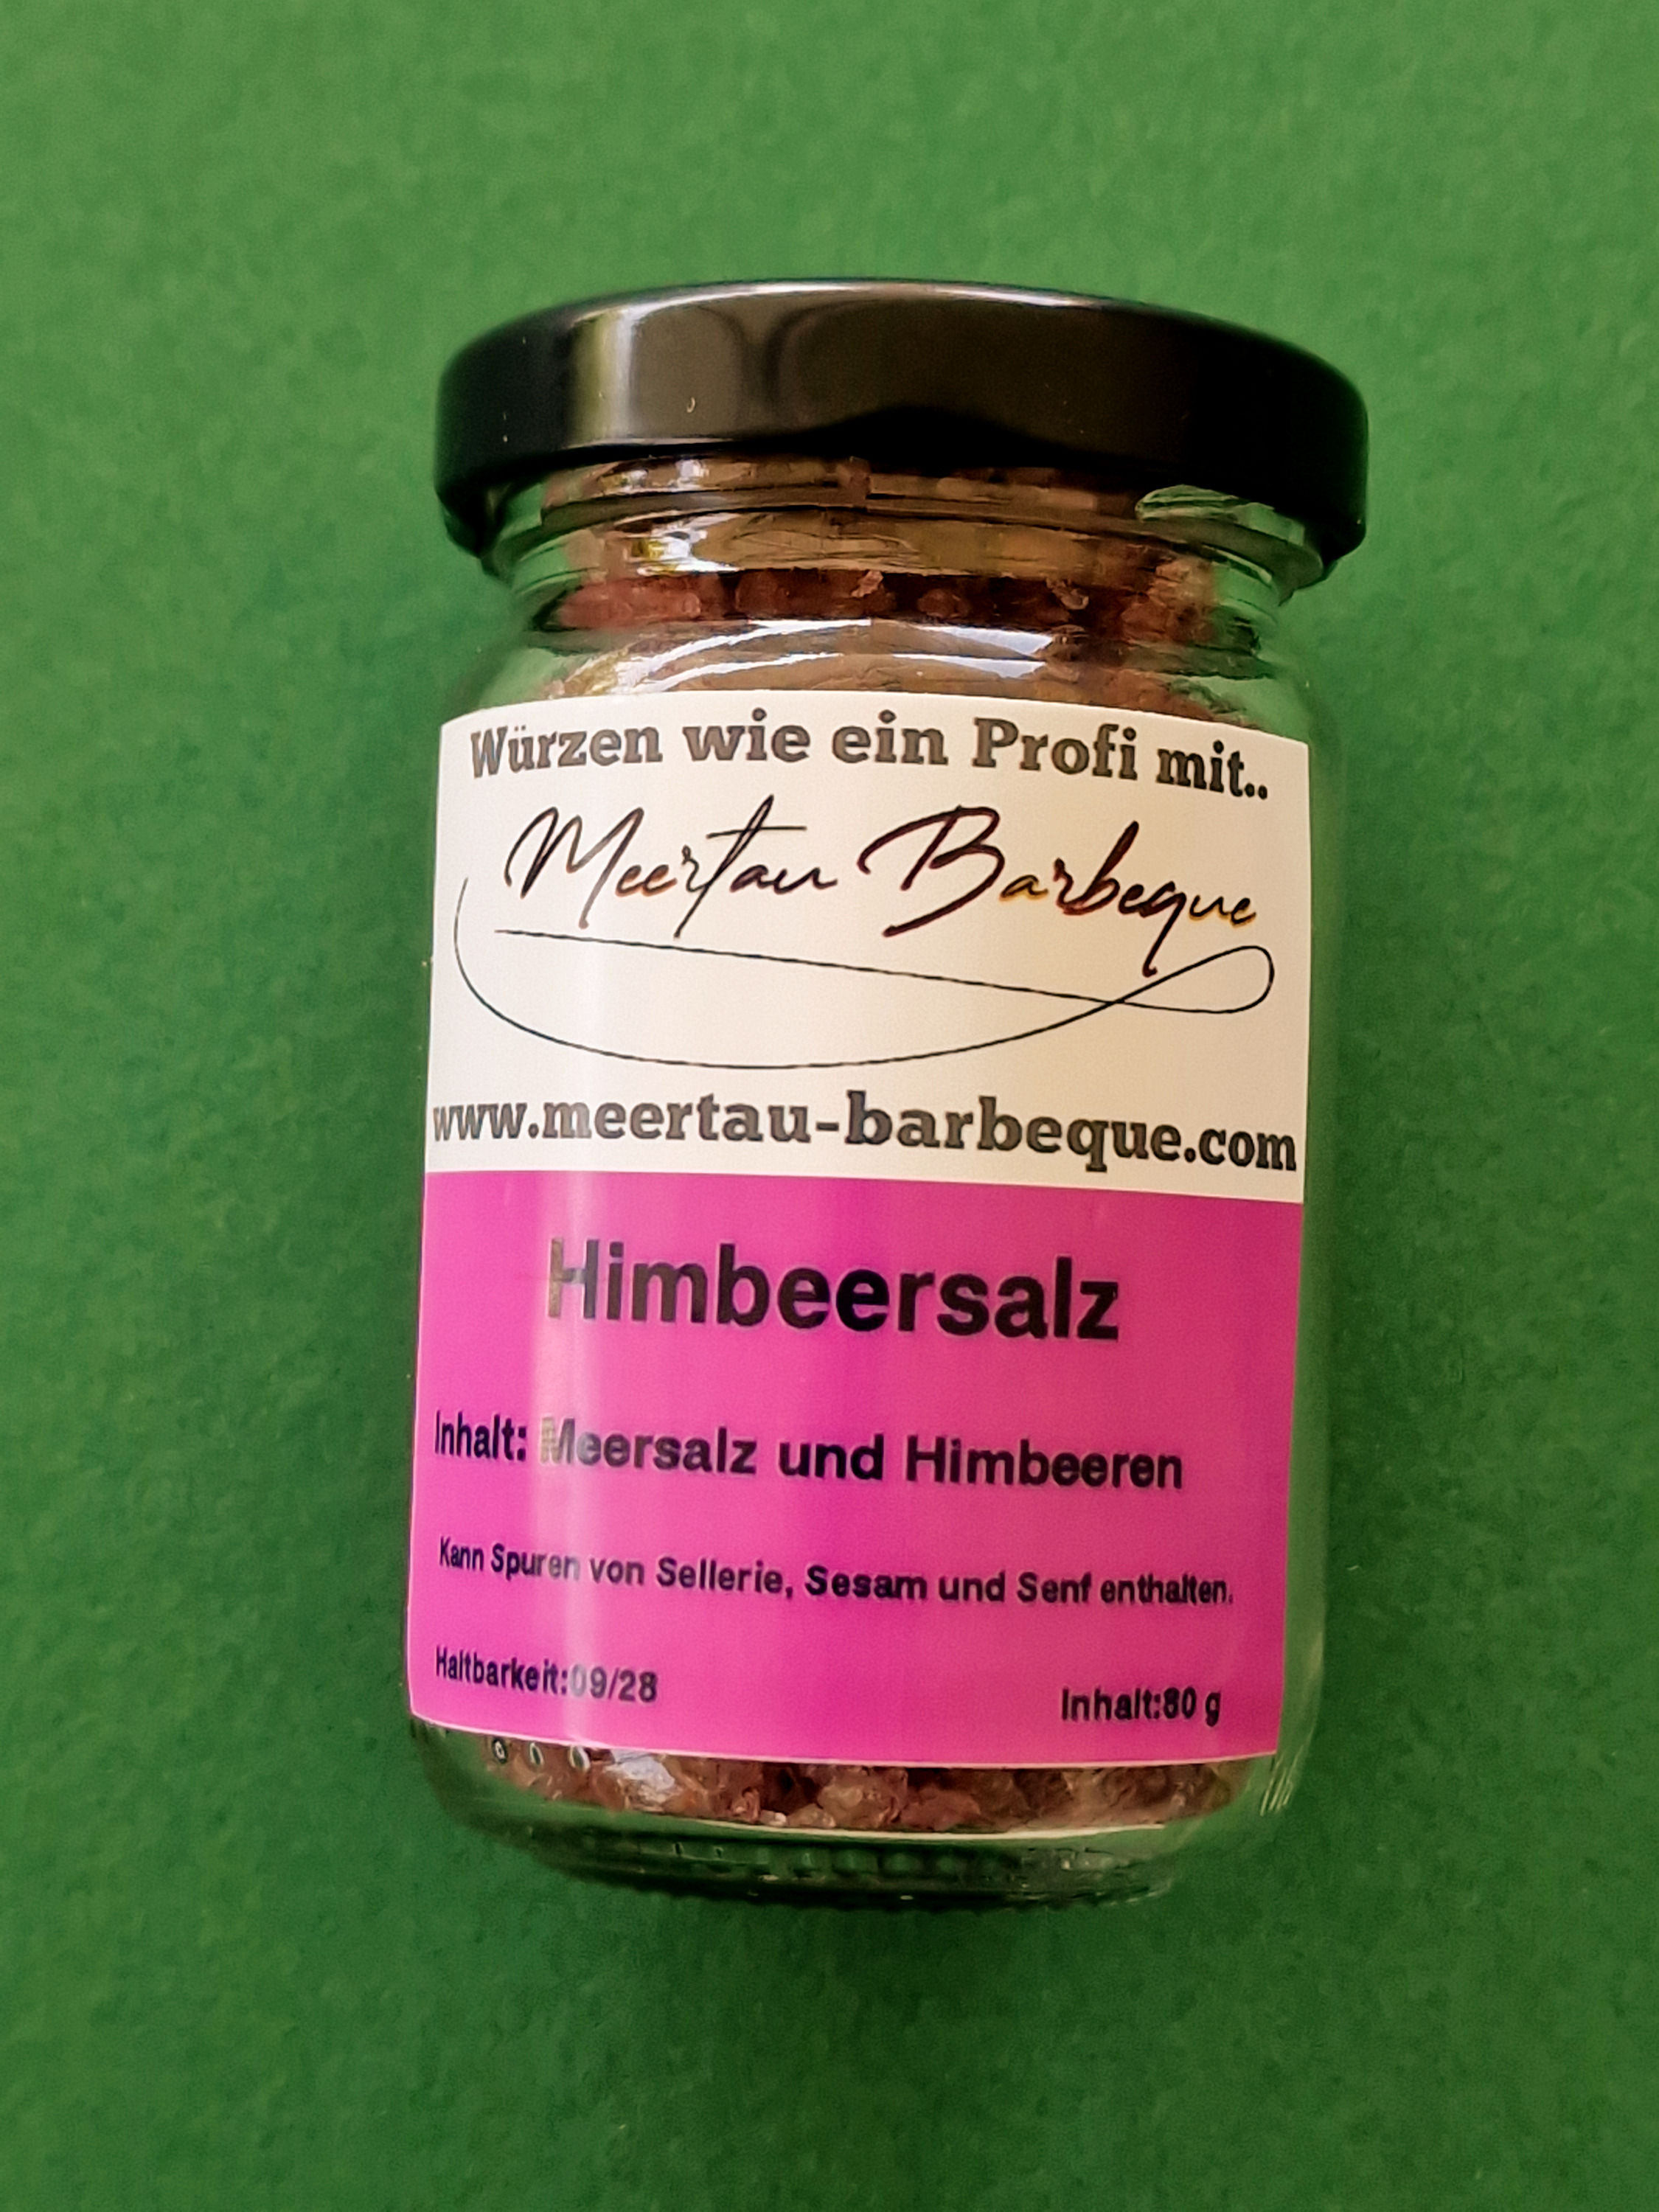 Würzen wie ein Profi mit..
Meertau Barbeque
www.meertau-barbeque.com
Himbeersalz
Inhalt: Meersalz und Himbeeren
Kann Spuren von Sellerie, Sesam und Senf enthalten.
Haltbarkeit:09/28
Inhalt:80 g